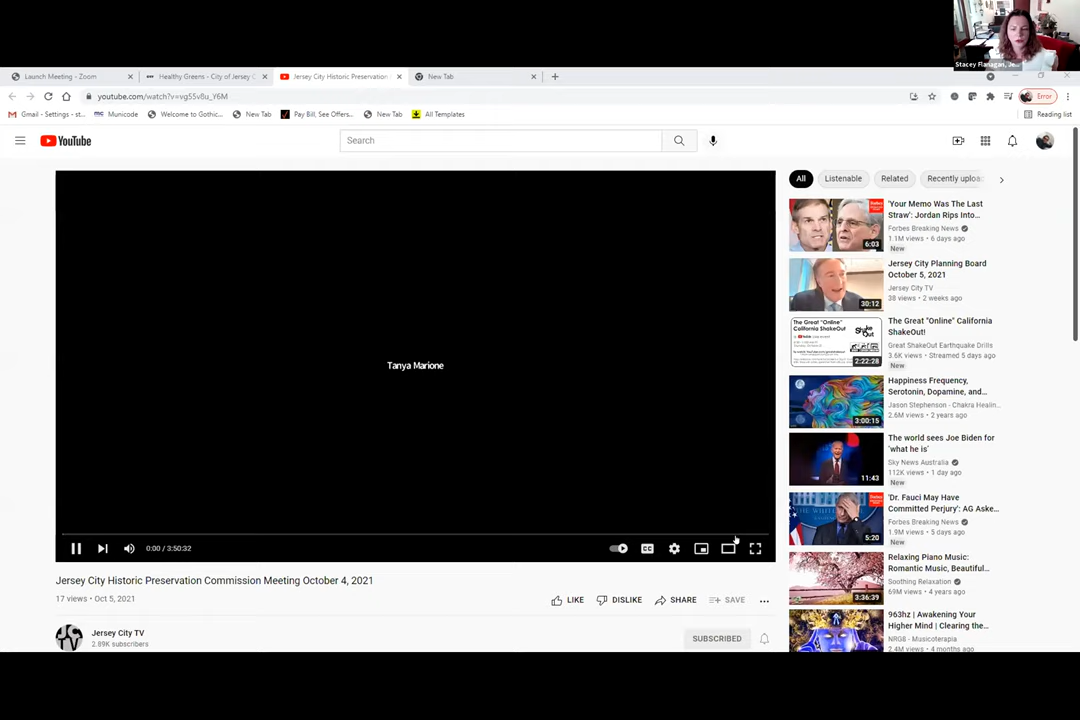 Stacey Flanagan, Je...
Launch Meeting - Zoom
Healthy Greens - City of Jersey C
Jersey City Historic Preservation
New Tab
youtube.com/watch?v=vg55v8u_Y6M
Error
Gmail - Settings - st...
Municode
Welcome to Gothic...
New Tab
Pay Bill, See Offers...
New Tab
All Templates
Reading list
YouTube
Search
All
Listenable
Related
Recently uploa
'Your Memo Was The Last
Straw': Jordan Rips Into...
Forbes Breaking News
1.1M views • 6 days ago
New
6:03
Jersey City Planning Board
October 5, 2021
Jersey City TV
38 views • 2 weeks ago
30:12
The Great "Online"
California ShakeOut
The Great "Online" California
ShakeOut!
Great ShakeOut Earthquake Drills
3.6K views • Streamed 5 days ago
New
2:22:28
Happiness Frequency,
Serotonin, Dopamine, and...
Jason Stephenson - Chakra Healin...
2.6M views • 2 years ago
3:00:15
The world sees Joe Biden for
'what he is'
Sky News Australia
112K views • 1 day ago
New
11:43
'Dr. Fauci May Have
Committed Perjury': AG Aske...
Forbes Breaking News
1.9M views • 2 months ago
New
5:20
Relaxing Piano Music:
Romantic Music, Beautiful...
Soothing Relaxation
69M views • 4 years ago
3:36:39
963hz | Awakening Your
Higher Mind | Clearing the...
NRG8 - Musicoterapia
2.4M views • 4 months ago
Tanya Marione
0:00 / 3:50:32
CC
Jersey City Historic Preservation Commission Meeting October 4, 2021
17 views • Oct 5, 2021
LIKE
DISLIKE
SHARE
SAVE
Jersey City TV
2.89K subscribers
SUBSCRIBED